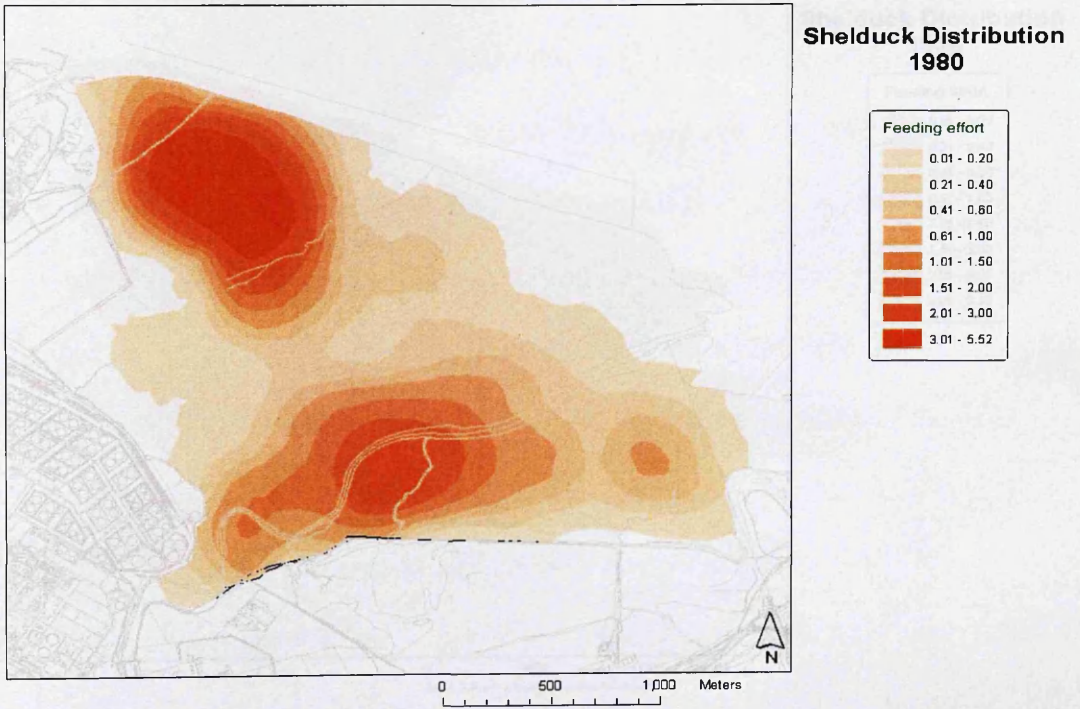 Shelduck Distribution
1980
Feeding effort
0.01 - 0.20
0.21 - 0.40
0.41 - 0.60
0.61 - 1.00
1.01 - 1.50
1.51 - 2.00
2.01 - 3.00
3.01 - 5.52
N
0 500 1,000 Meters